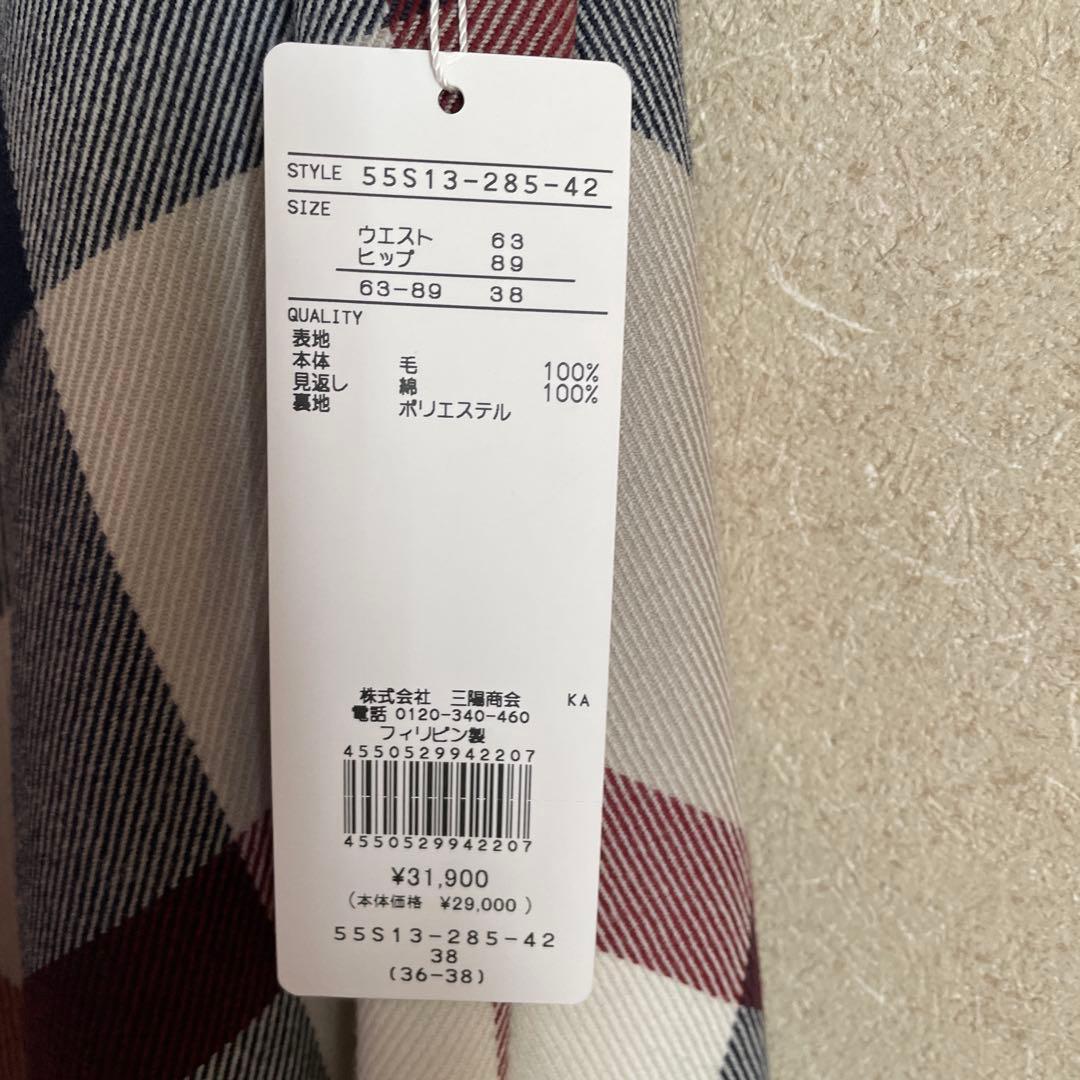 STYLE 55S13-285-42
SIZE
ウエスト 63
ヒップ 89
63-89 38
QUALITY
表地
本体 毛 100%
見返し 綿 100%
裏地 ポリエステル
株式会社 三陽商会 KA
電話 0120-340-460
フィリピン製
4550529942207
4550529942207
¥31,900
(本体価格 ¥29,000 )
55S13-285-42
38
(36-38)